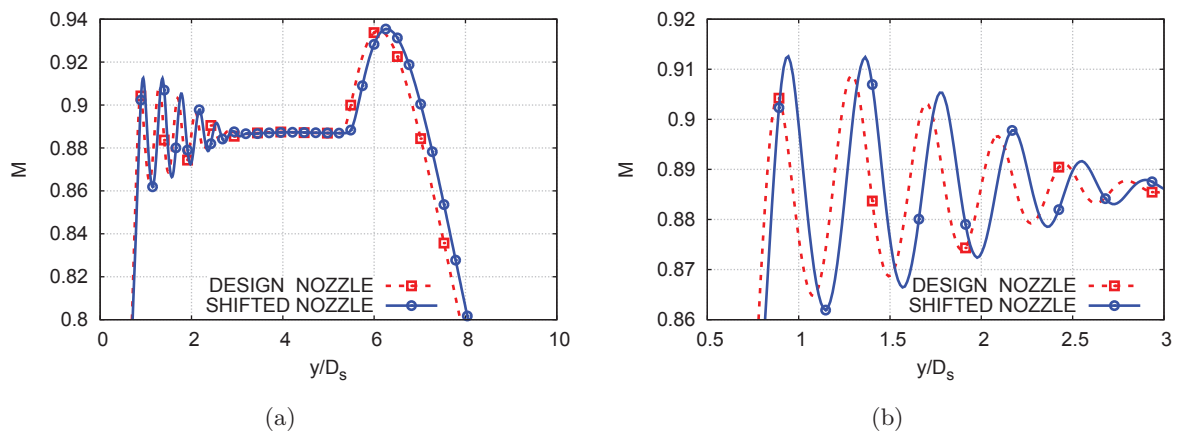 0.94
0.92
0.9
0.88
0.86
0.84
0.82
0.8
M
DESIGN NOZZLE
SHIFTED NOZZLE
0 2 4 6 8 10
y/Ds
(a)
0.92
0.91
0.9
0.89
0.88
0.87
0.86
M
DESIGN NOZZLE
SHIFTED NOZZLE
0.5 1 1.5 2 2.5 3
y/Ds
(b)